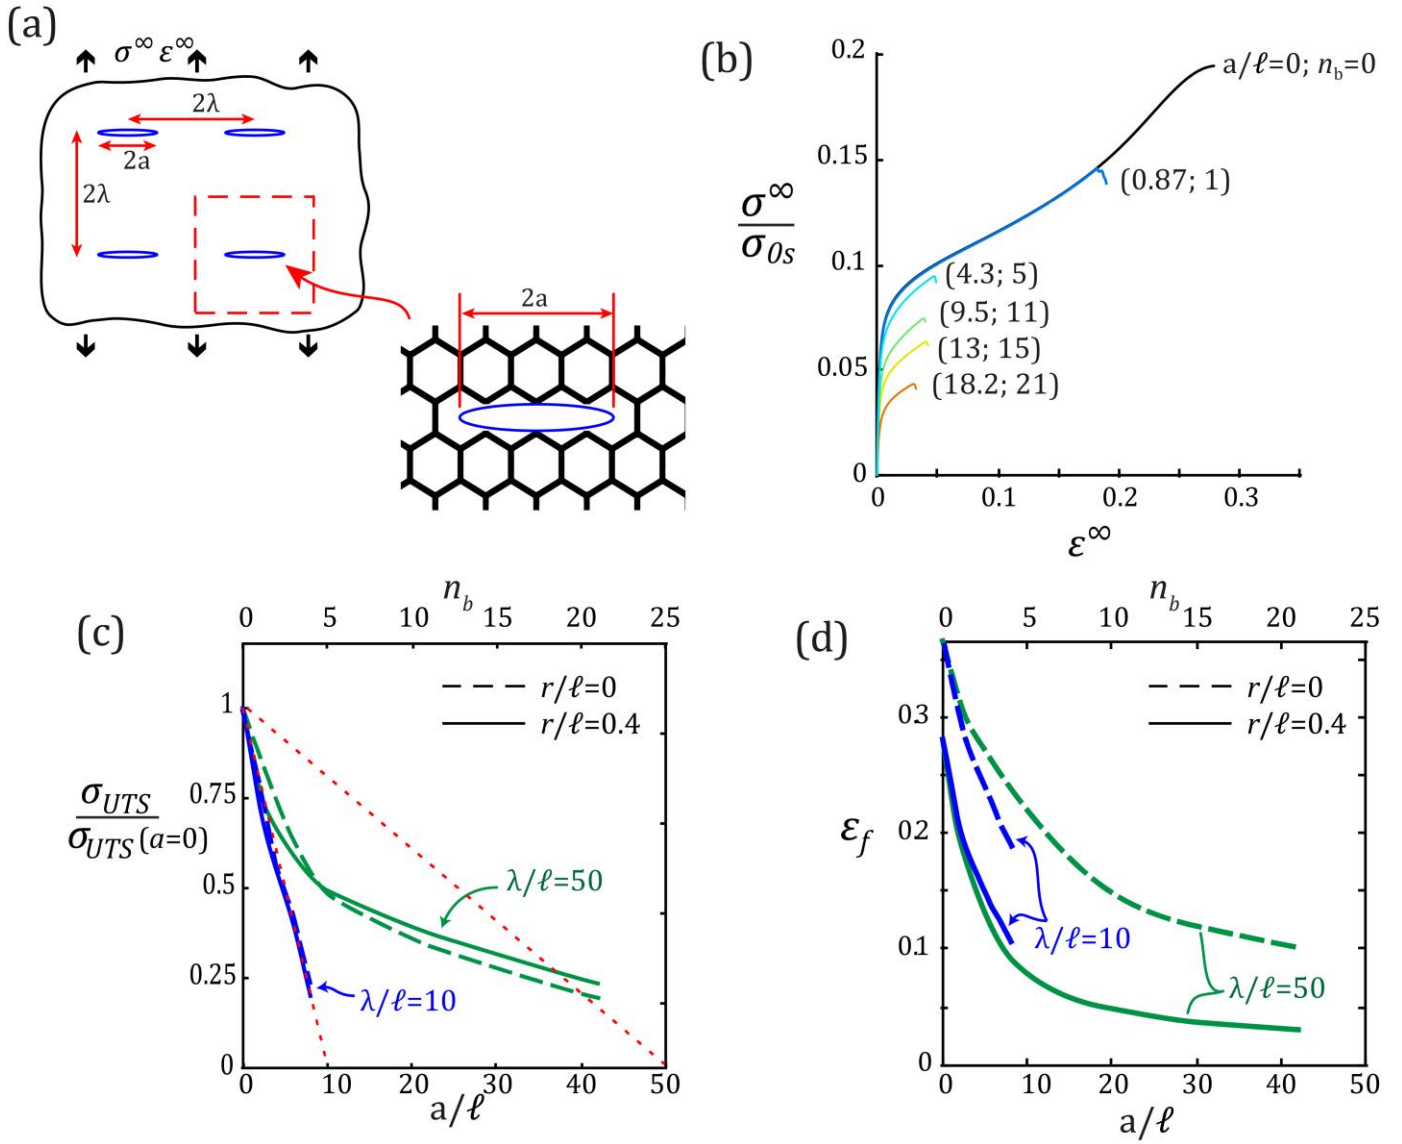 (a)
σ∞ ε∞
2λ
2a
2λ
2a
(b)
0.2
0.15
0.1
0.05
0
σ∞
σ0s
a/ℓ=0; nb=0
(0.87; 1)
(4.3; 5)
(9.5; 11)
(13; 15)
(18.2; 21)
0 0.1 0.2 0.3
ε∞
(c)
nb
0 5 10 15 20 25
r/ℓ=0
r/ℓ=0.4
1
0.75
0.5
0.25
0
σUTS
σUTS (a=0)
λ/ℓ=50
λ/ℓ=10
0 10 20 30 40 50
a/ℓ
(d)
nb
0 5 10 15 20 25
r/ℓ=0
r/ℓ=0.4
0.3
02
0.1
0
εf
λ/ℓ=10
λ/ℓ=50
0 10 20 30 40 50
a/ℓ